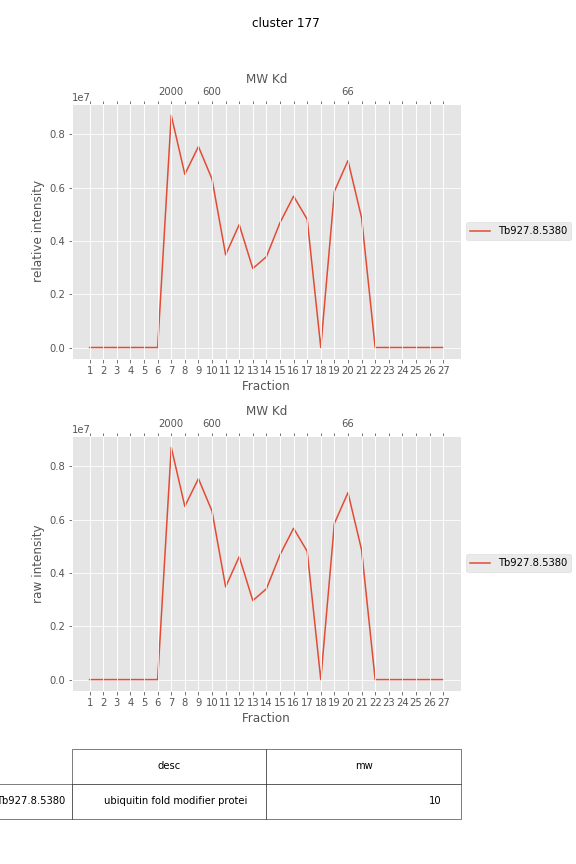 cluster 177
MW Kd
1e7 2000 600 66
0.8
0.6
0.4
0.2
0.0
relative intensity
Tb927.8.5380
1 2 3 4 5 6 7 8 9 10 11 12 13 14 15 16 17 18 19 20 21 22 23 24 25 26 27
Fraction
MW Kd
1e7 2000 600 66
0.8
0.6
0.4
0.2
0.0
raw intensity
Tb927.8.5380
1 2 3 4 5 6 7 8 9 10 11 12 13 14 15 16 17 18 19 20 21 22 23 24 25 26 27
Fraction
desc mw
Tb927.8.5380 ubiquitin fold modifier protei 10